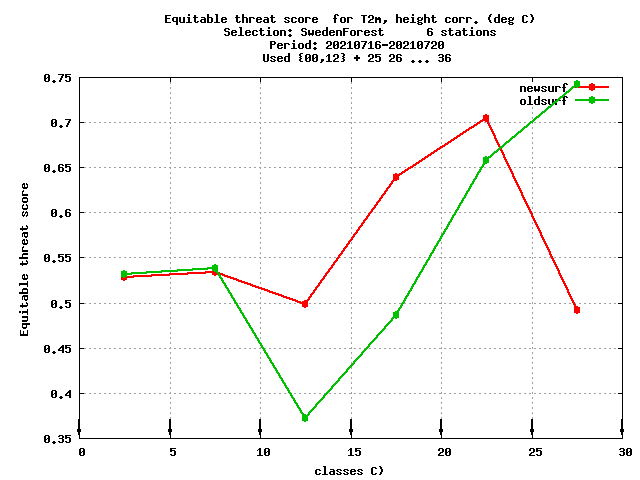 Equitable threat score  for T2m, height corr. (deg C)
Selection: SwedenForest      6 stations
Period: 20210716-20210720
Used {00,12} + 25 26 ... 36
newsurf
oldsurf
Equitable threat score
0.75
0.7
0.65
0.6
0.55
0.5
0.45
0.4
0.35
0 5 10 15 20 25 30
classes C)